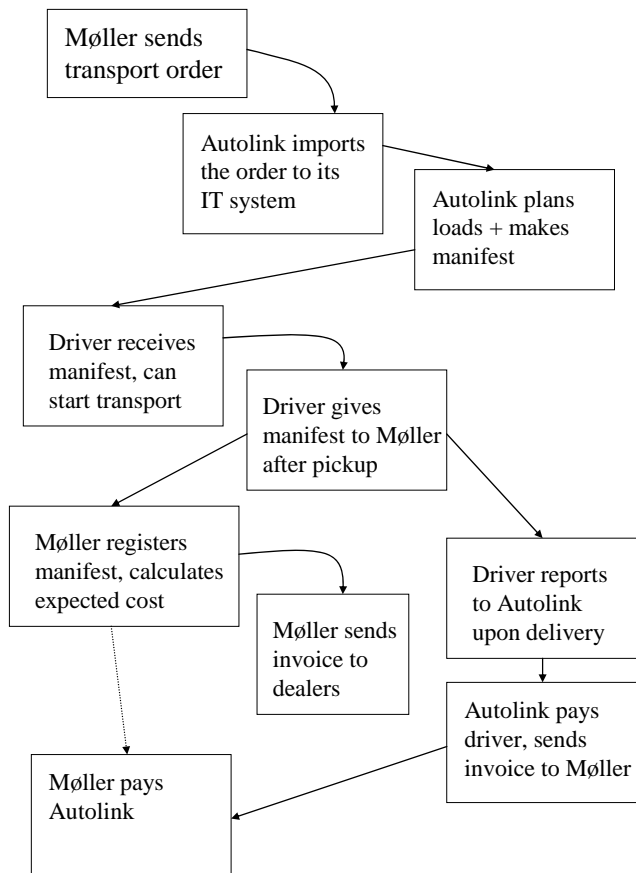 Møller sends
transport order
Autolink imports
the order to its
IT system
Autolink plans
loads + makes
manifest
Driver receives
manifest, can
start transport
Driver gives
manifest to Møller
after pickup
Møller registers
manifest, calculates
expected cost
Møller sends
invoice to
dealers
Driver reports
to Autolink
upon delivery
Autolink pays
driver, sends
invoice to Møller
Møller pays
Autolink